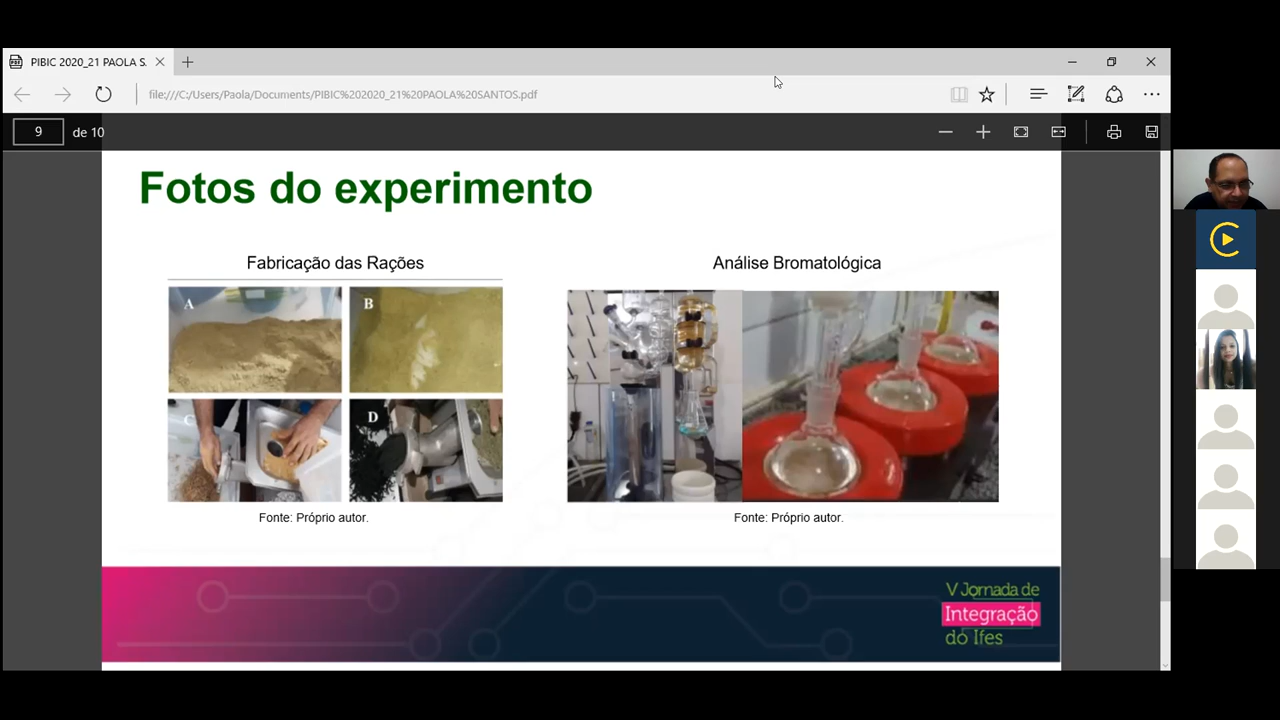 PIBIC 2020_21 PAOLA S.
file:///C:/Users/Paola/Documents/PIBIC%202020_21%20PAOLA%20SANTOS.pdf
9 de 10
Fotos do experimento
Fabricação das Rações
Análise Bromatológica
A
B
C
D
Fonte: Próprio autor.
Fonte: Próprio autor.
V Jornada de
Integração
do Ifes